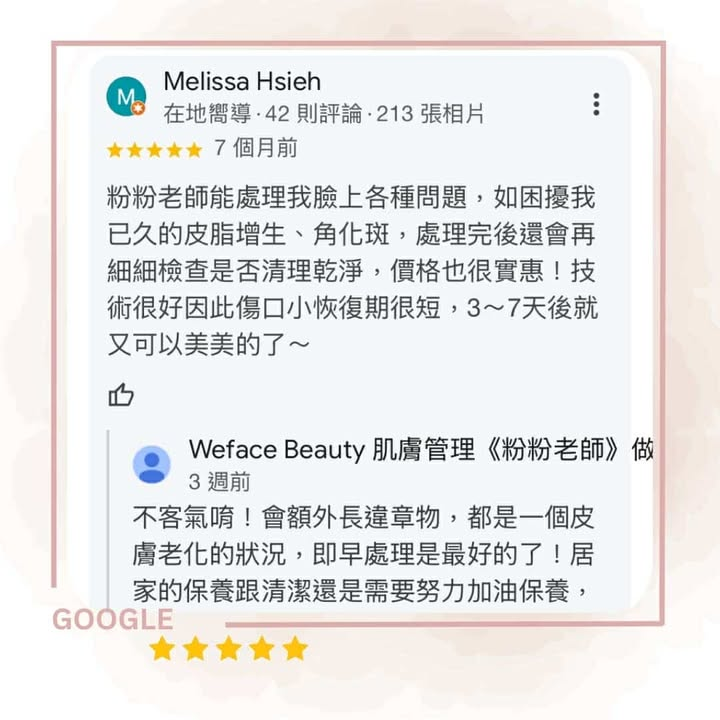 M
Melissa Hsieh
在地嚮導·42 則評論·213 張相片
7 個月前
粉粉老師能處理我臉上各種問題，如困擾我
已久的皮脂增生、角化斑，處理完後還會再
細細檢查是否清理乾淨，價格也很實惠！技
術很好因此傷口小恢復期很短，3～7天後就
又可以美美的了～
Weface Beauty 肌膚管理《粉粉老師》做
3 週前
不客氣唷！會額外長違章物，都是一個皮
膚老化的狀況，即早處理是最好的了！居
家的保養跟清潔還是需要努力加油保養，
GOOGLE